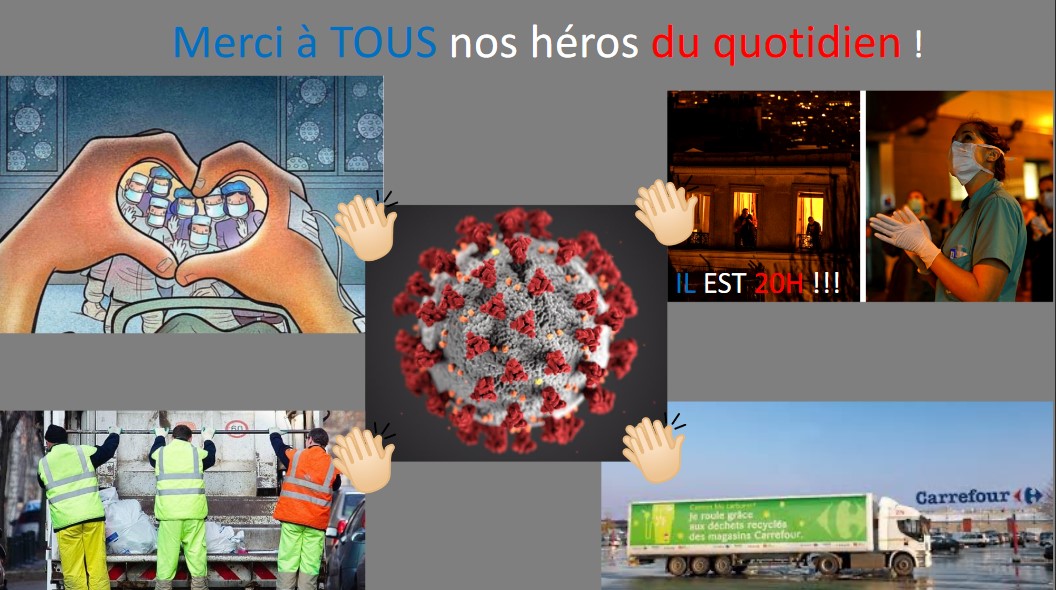 Merci à TOUS nos héros du quotidien !
IL EST 20H !!!
60
Carrefour
je roule grâce
aux déchets recyclés
des magasins Carrefour.